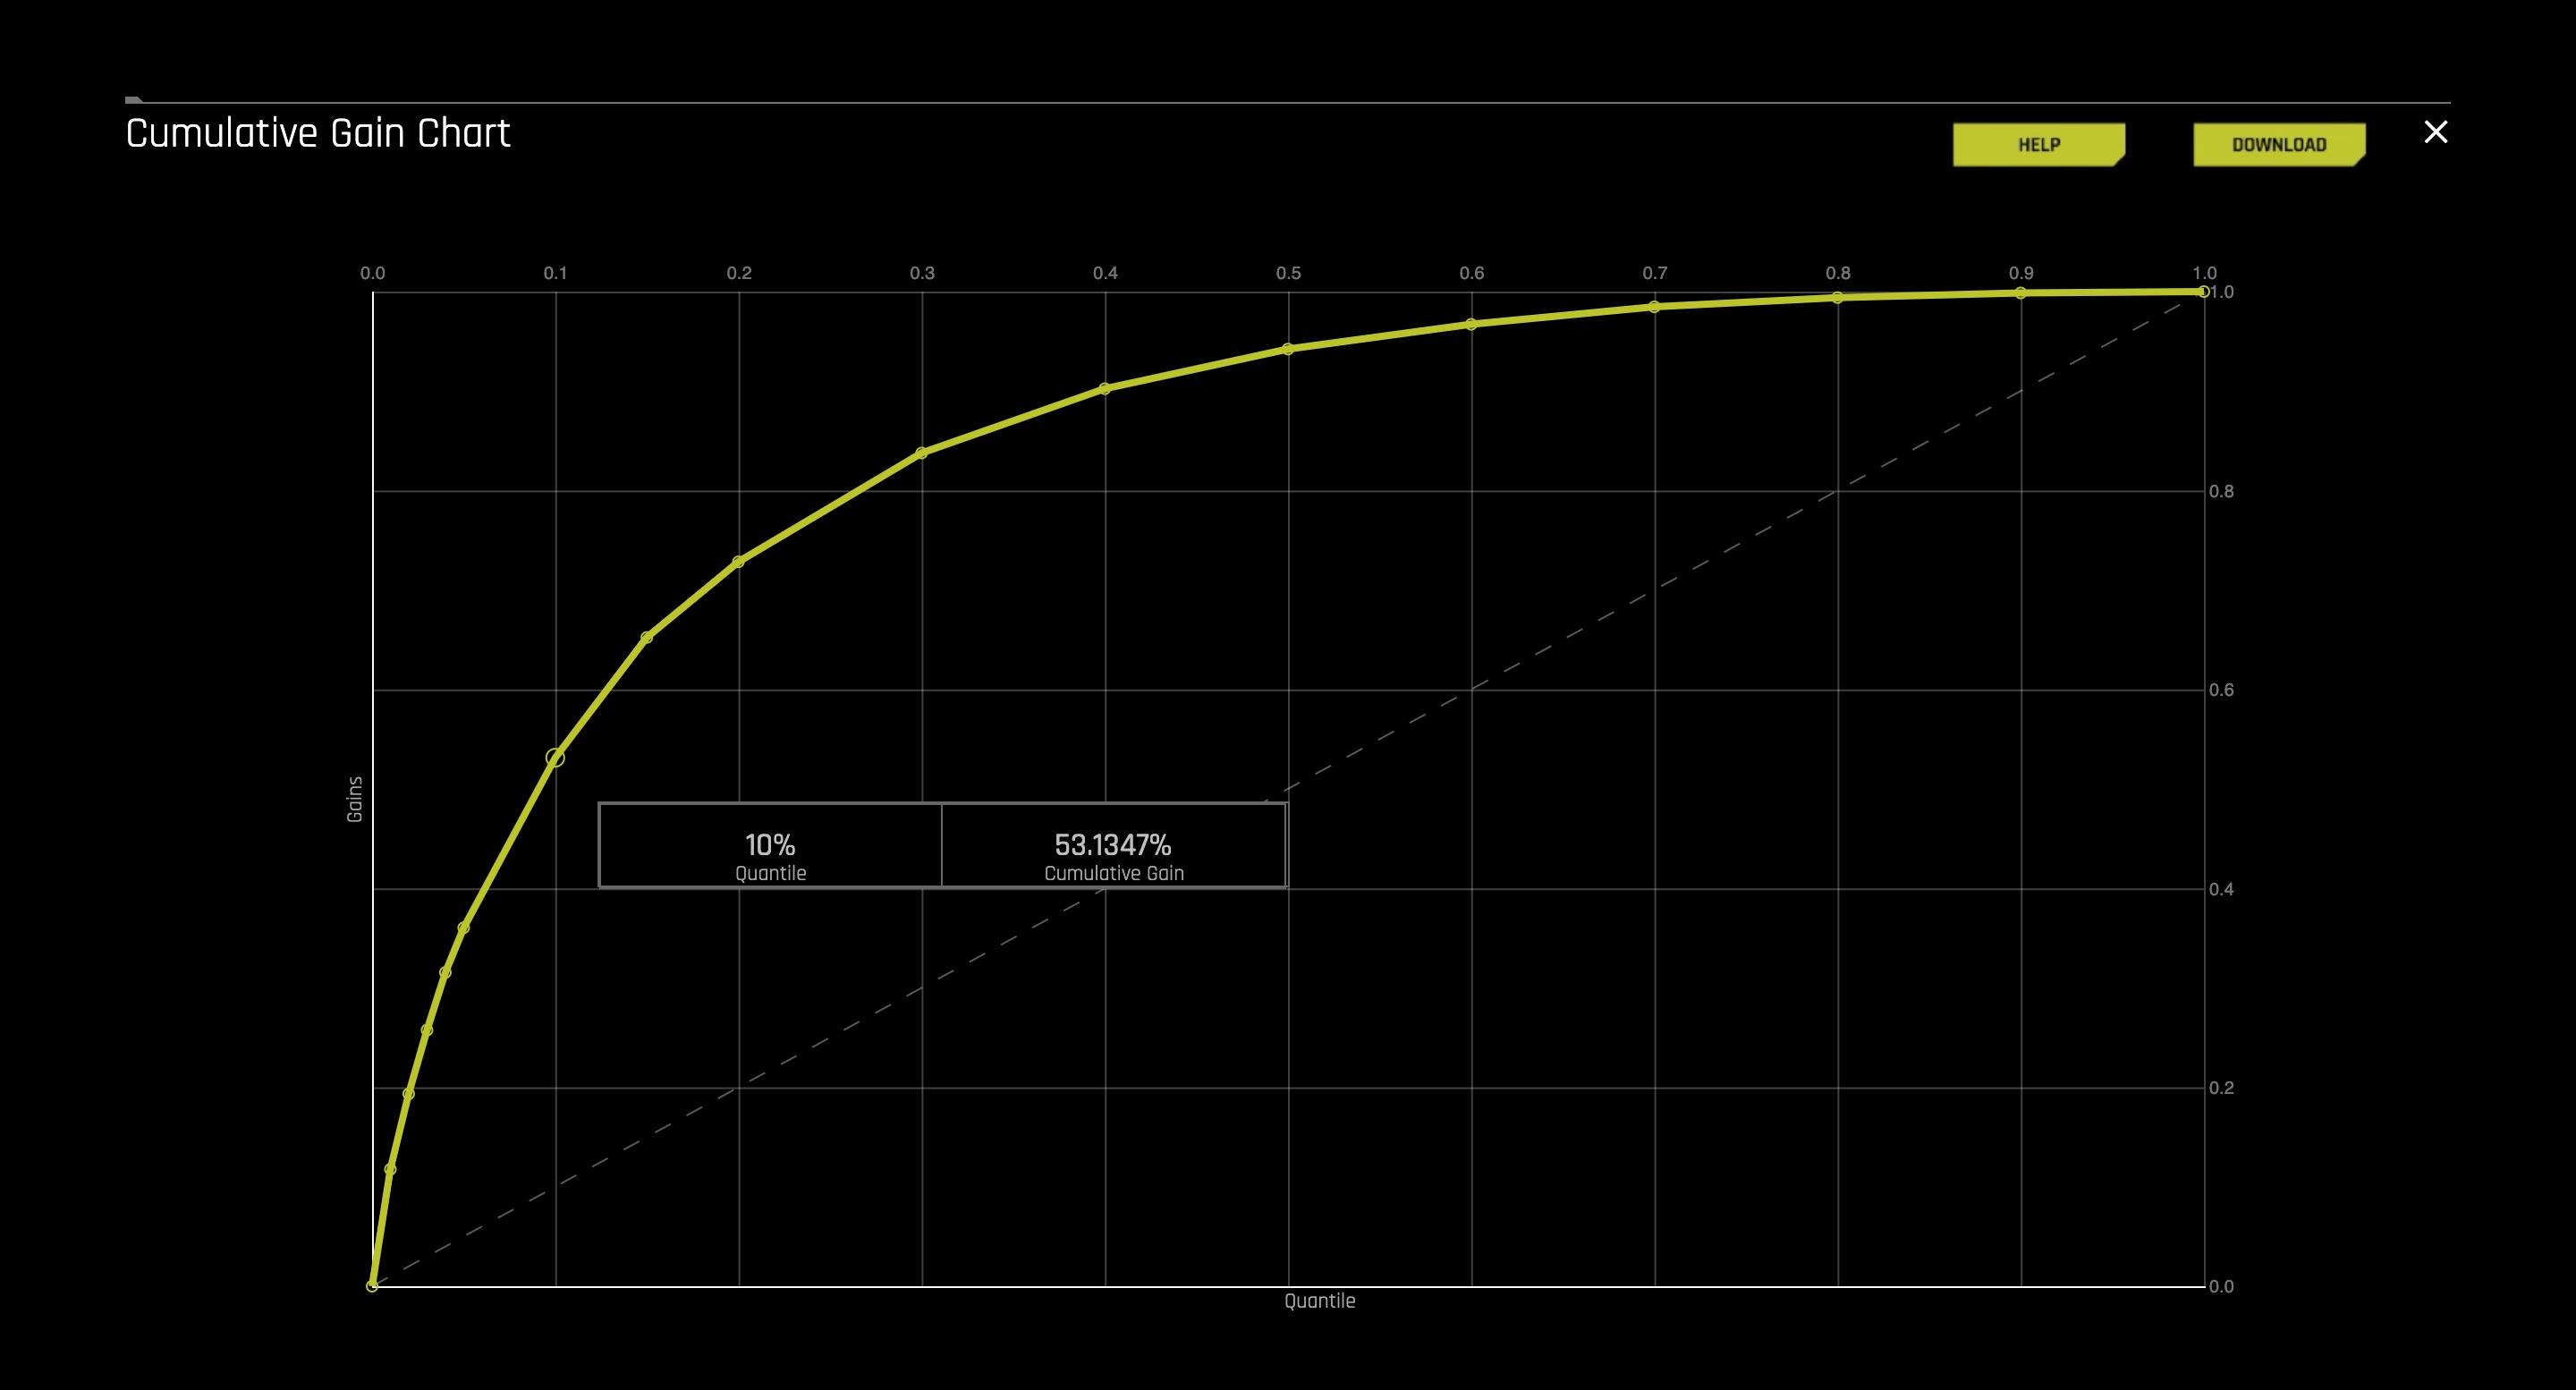 Cumulative Gain Chart
HELP
DOWNLOAD
0.0 0.1 0.2 0.3 0.4 0.5 0.6 0.7 0.8 0.9 1.0
1.0
0.8
0.6
Gains
10%
Quantile
53.1347%
Cumulative Gain
0.4
0.2
0.0
Quantile